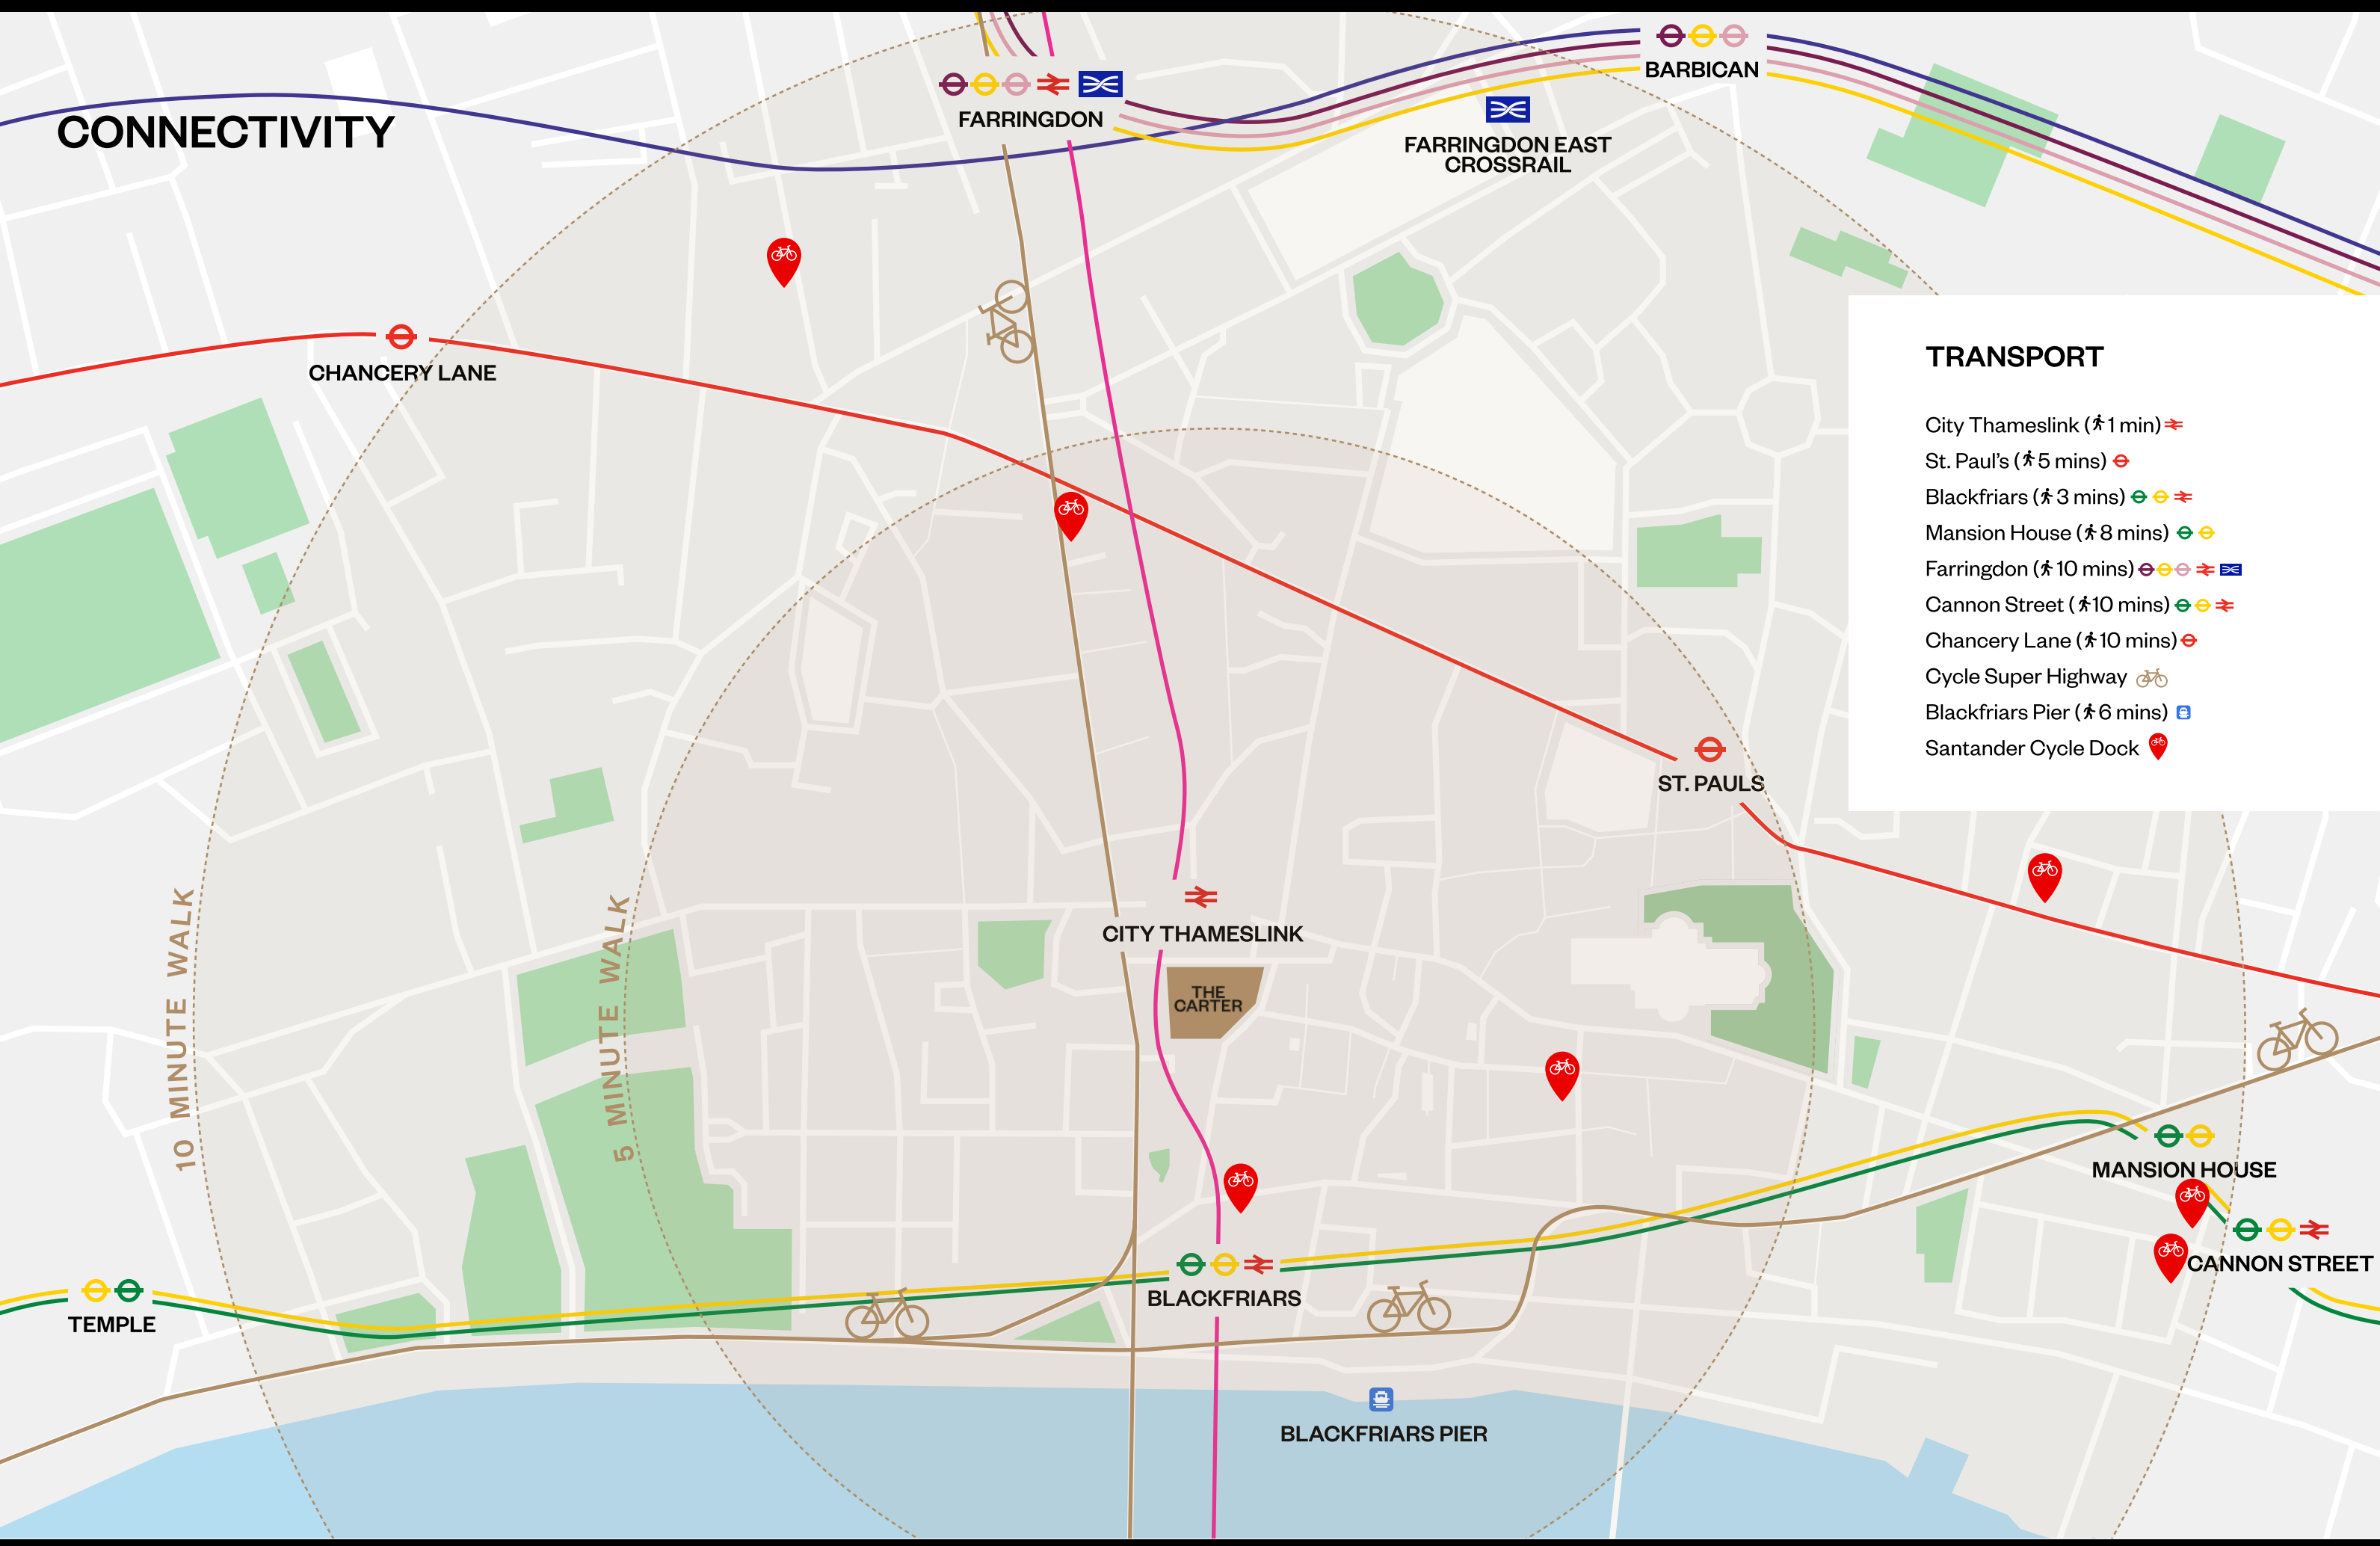 CONNECTIVITY
FARRINGDON
BARBICAN
FARRINGDON EAST
CROSSRAIL
CHANCERY LANE
TRANSPORT
City Thameslink (1 min)
St. Paul's (5 mins)
Blackfriars (3 mins)
Mansion House (8 mins)
Farringdon (10 mins)
Cannon Street (10 mins)
Chancery Lane (10 mins)
Cycle Super Highway
Blackfriars Pier (6 mins)
Santander Cycle Dock
ST. PAULS
10 MINUTE WALK
5 MINUTE WALK
CITY THAMESLINK
THE
CARTER
MANSION HOUSE
CANNON STREET
BLACKFRIARS
TEMPLE
BLACKFRIARS PIER